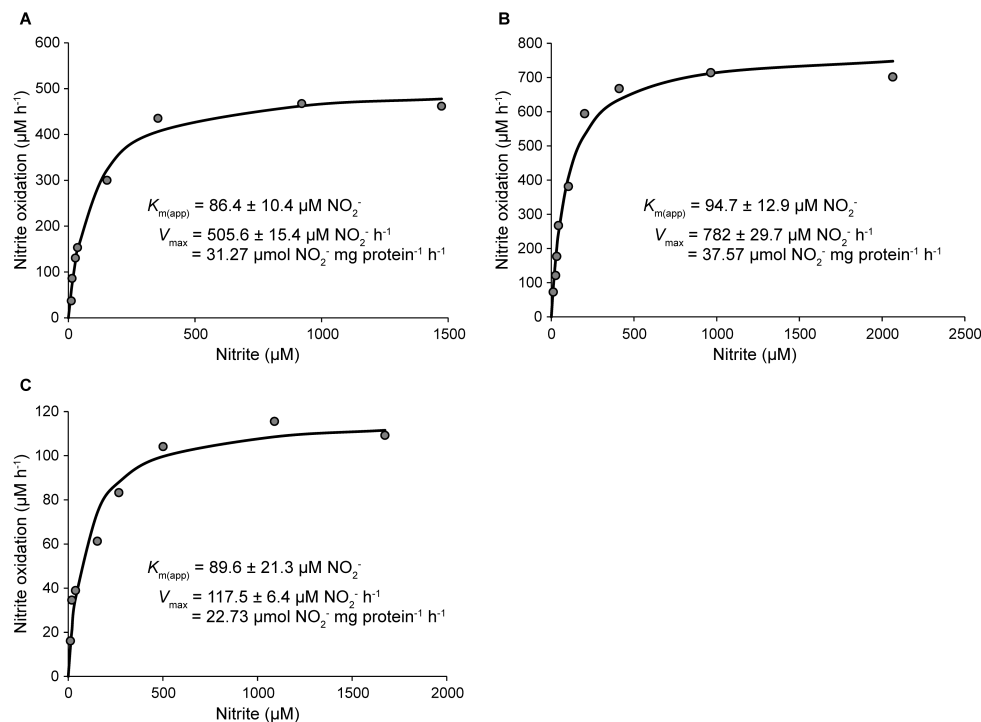 A
Nitrite oxidation (µM h⁻¹)
600
500
400
300
200
100
0
0 500 1000 1500
Nitrite (µM)
Kₘ(app) = 86.4 ± 10.4 µM NO₂⁻
Vₘₐₓ = 505.6 ± 15.4 µM NO₂⁻ h⁻¹
= 31.27 µmol NO₂⁻ mg protein⁻¹ h⁻¹
B
Nitrite oxidation (µM h⁻¹)
800
700
600
500
400
300
200
100
0
0 500 1000 1500 2000 2500
Nitrite (µM)
Kₘ(app) = 94.7 ± 12.9 µM NO₂⁻
Vₘₐₓ = 782 ± 29.7 µM NO₂⁻ h⁻¹
= 37.57 µmol NO₂⁻ mg protein⁻¹ h⁻¹
C
Nitrite oxidation (µM h⁻¹)
120
100
80
60
40
20
0
0 500 1000 1500 2000
Nitrite (µM)
Kₘ(app) = 89.6 ± 21.3 µM NO₂⁻
Vₘₐₓ = 117.5 ± 6.4 µM NO₂⁻ h⁻¹
= 22.73 µmol NO₂⁻ mg protein⁻¹ h⁻¹